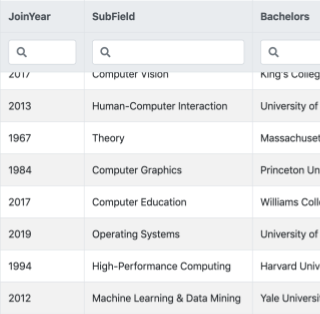 JoinYear SubField Bachelors
2017 Computer Vision King's Colleg
2013 Human-Computer Interaction University of
1967 Theory Massachuset
1984 Computer Graphics Princeton Un
2017 Computer Education Williams Coll
2019 Operating Systems University of
1994 High-Performance Computing Harvard Univ
2012 Machine Learning & Data Mining Yale Universi